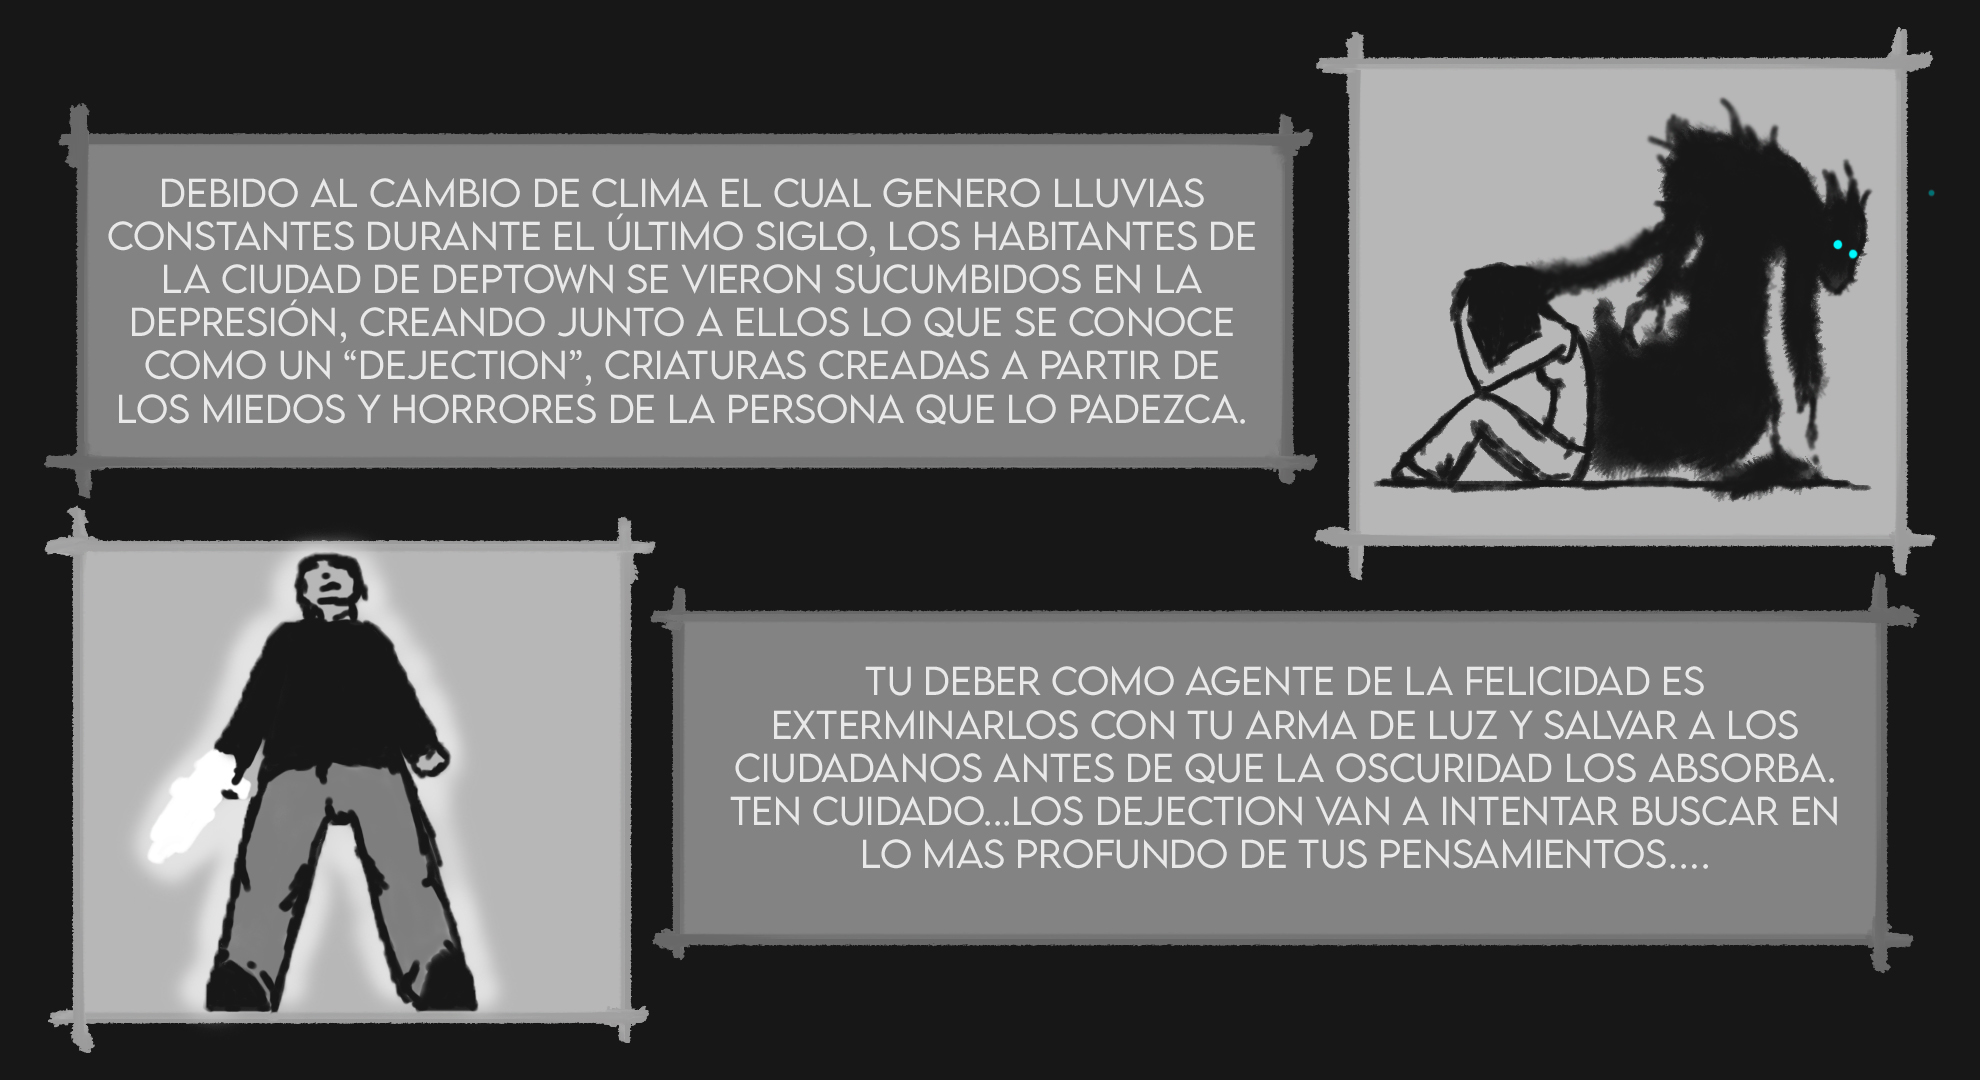 DEBIDO AL CAMBIO DE CLIMA EL CUAL GENERO LLUVIAS
CONSTANTES DURANTE EL ÚLTIMO SIGLO, LOS HABITANTES DE
LA CIUDAD DE DEPTOWN SE VIERON SUCUMBIDOS EN LA
DEPRESIÓN, CREANDO JUNTO A ELLOS LO QUE SE CONOCE
COMO UN “DEJECTION”, CRIATURAS CREADAS A PARTIR DE
LOS MIEDOS Y HORRORES DE LA PERSONA QUE LO PADEZCA.
TU DEBER COMO AGENTE DE LA FELICIDAD ES
EXTERMINARLOS CON TU ARMA DE LUZ Y SALVAR A LOS
CIUDADANOS ANTES DE QUE LA OSCURIDAD LOS ABSORBA.
TEN CUIDADO...LOS DEJECTION VAN A INTENTAR BUSCAR EN
LO MAS PROFUNDO DE TUS PENSAMIENTOS....